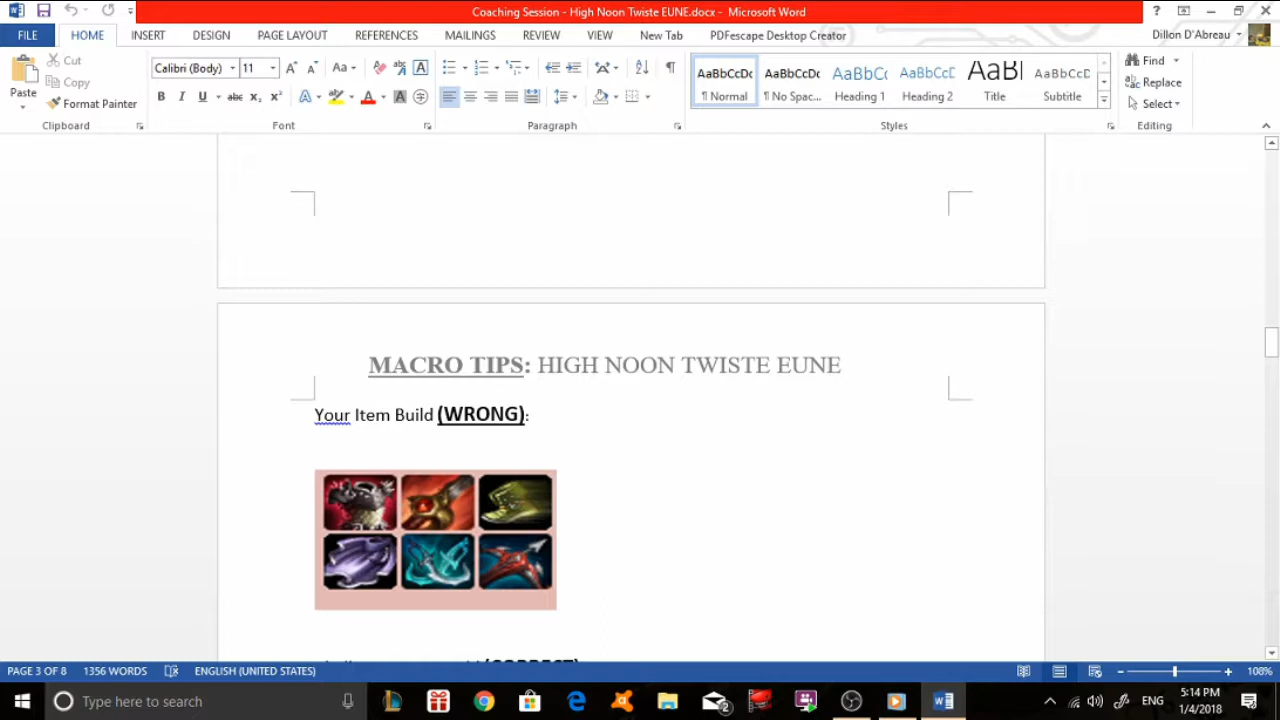 Coaching Session - High Noon Twiste EUNE.docx - Microsoft Word
FILE HOME INSERT DESIGN PAGE LAYOUT REFERENCES MAILINGS REVIEW VIEW New Tab PDFescape Desktop Creator Dillon D'Abreau
Cut
Copy
Format Painter
Paste
Clipboard
Calibri (Body) 11
Font
Paragraph
AaBbCcDc AaBbCcDc AaBbCc AaBbCcD AaBl AaBbCcD
¶ Normal ¶ No Spac... Heading 1 Heading 2 Title Subtitle
Styles
Find
Replace
Select
Editing
MACRO TIPS: HIGH NOON TWISTE EUNE
Your Item Build (WRONG):
PAGE 3 OF 8 1356 WORDS ENGLISH (UNITED STATES) 108%
Type here to search
2
ENG
5:14 PM
1/4/2018